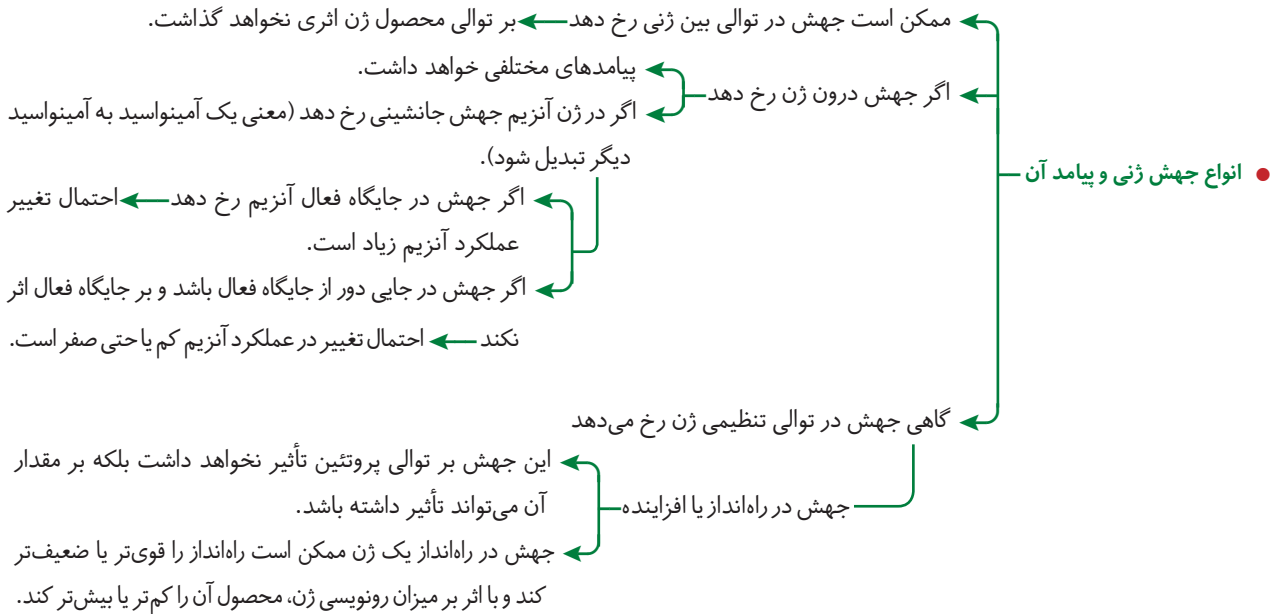 انواع جهش ژنی و پیامد آن
ممکن است جهش در توالی بین ژنی رخ دهد
بر توالی محصول ژن اثری نخواهد گذاشت.
اگر جهش درون ژن رخ دهد
پیامدهای مختلفی خواهد داشت.
اگر در ژن آنزیم جهش جانشینی رخ دهد (معنی یک آمینواسید به آمینواسید
دیگر تبدیل شود).
اگر جهش در جایگاه فعال آنزیم رخ دهد
احتمال تغییر
عملکرد آنزیم زیاد است.
اگر جهش در جایی دور از جایگاه فعال باشد و بر جایگاه فعال اثر
نکند
احتمال تغییر در عملکرد آنزیم کم یا حتی صفر است.
گاهی جهش در توالی تنظیمی ژن رخ می‌دهد
جهش در راه‌انداز یا افزاینده
این جهش بر توالی پروتئین تأثیر نخواهد داشت بلکه بر مقدار
آن می‌تواند تأثیر داشته باشد.
جهش در راه‌انداز یک ژن ممکن است راه‌انداز را قوی‌تر یا ضعیف‌تر
کند و با اثر بر میزان رونویسی ژن، محصول آن را کم‌تر یا بیش‌تر کند.